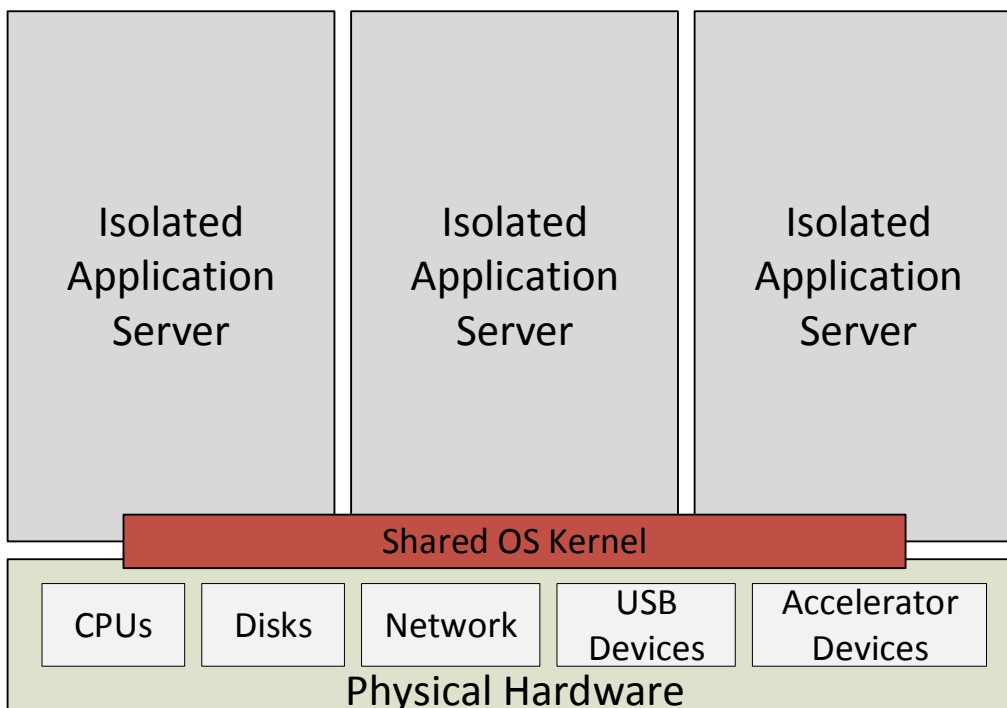 Isolated
Application
Server
Isolated
Application
Server
Isolated
Application
Server
Shared OS Kernel
CPUs
Disks
Network
USB
Devices
Accelerator
Devices
Physical Hardware